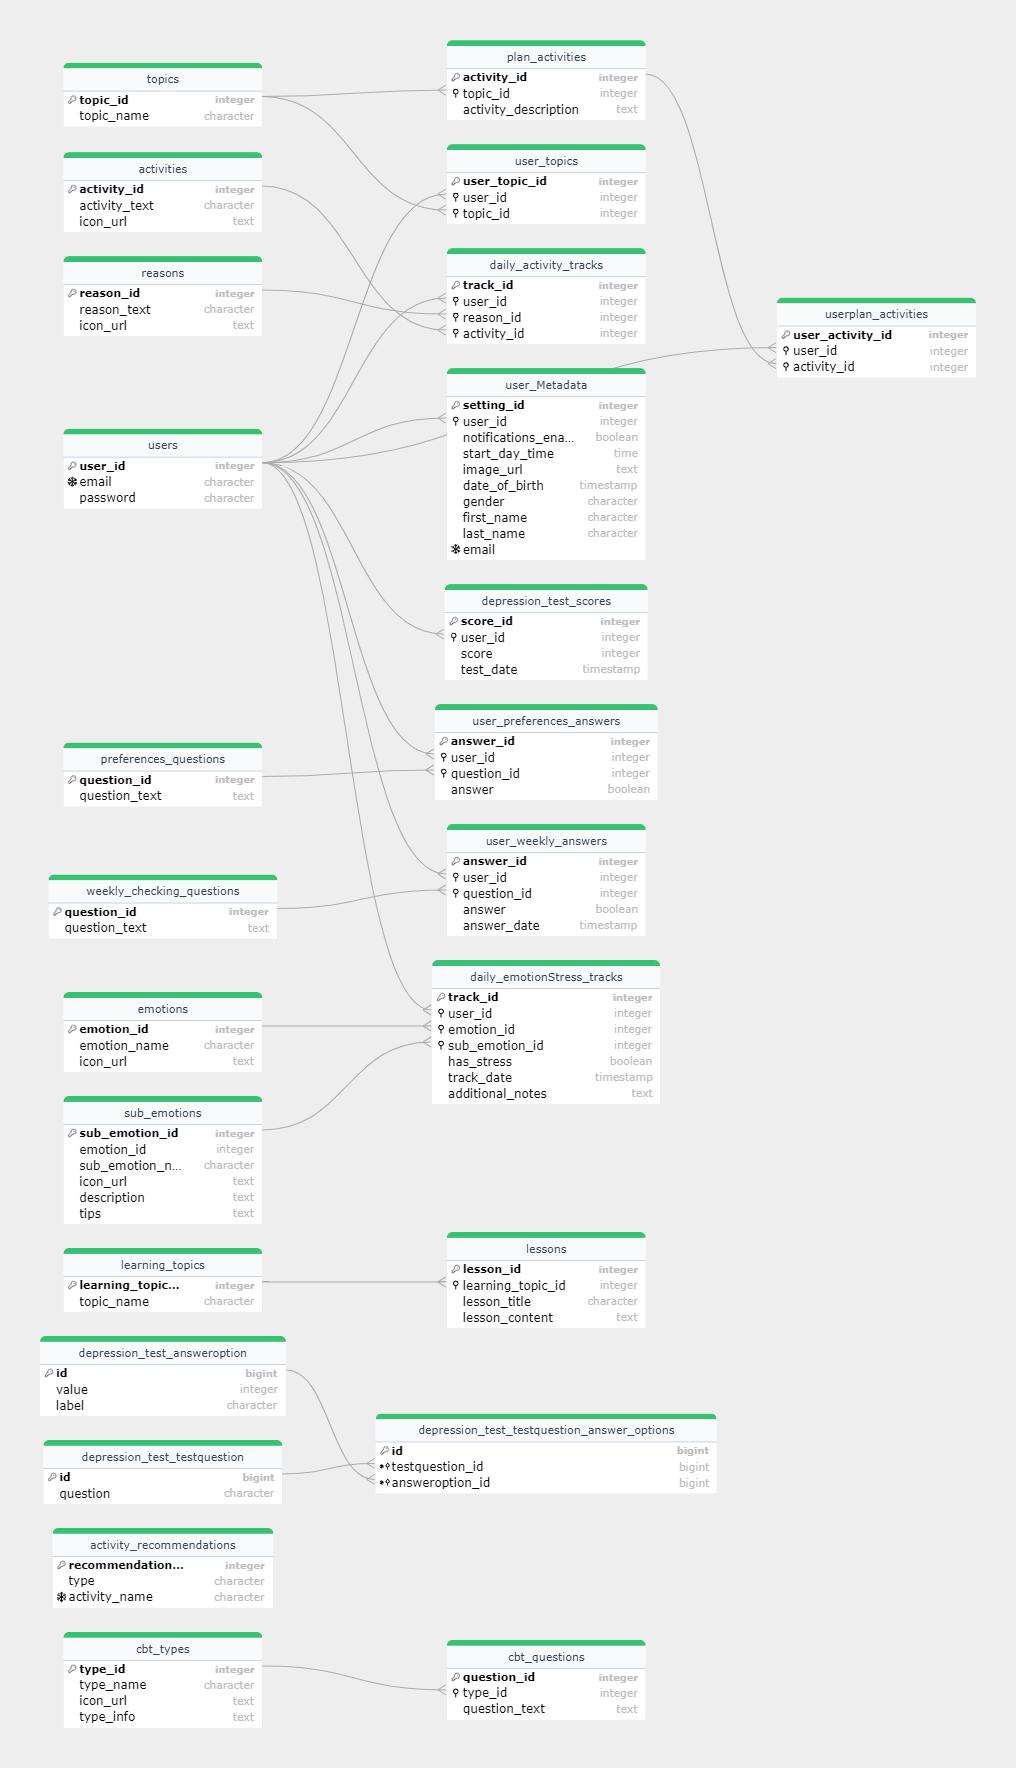 topics
topic_id integer
topic_name character
activities
activity_id integer
activity_text character
icon_url text
reasons
reason_id integer
reason_text character
icon_url text
users
user_id integer
email character
password character
preferences_questions
question_id integer
question_text text
weekly_checking_questions
question_id integer
question_text text
emotions
emotion_id integer
emotion_name character
icon_url text
sub_emotions
sub_emotion_id integer
emotion_id integer
sub_emotion_n... character
icon_url text
description text
tips text
learning_topics
learning_topic... integer
topic_name character
depression_test_answeroption
id bigint
value integer
label character
depression_test_testquestion
id bigint
question character
activity_recommendations
recommendation... integer
type character
activity_name character
cbt_types
type_id integer
type_name character
icon_url text
type_info text
plan_activities
activity_id integer
topic_id integer
activity_description text
user_topics
user_topic_id integer
user_id integer
topic_id integer
daily_activity_tracks
track_id integer
user_id integer
reason_id integer
activity_id integer
user_Metadata
setting_id integer
user_id integer
notifications_ena... boolean
start_day_time time
image_url text
date_of_birth timestamp
gender character
first_name character
last_name character
email
depression_test_scores
score_id integer
user_id integer
score integer
test_date timestamp
user_preferences_answers
answer_id integer
user_id integer
question_id integer
answer boolean
user_weekly_answers
answer_id integer
user_id integer
question_id integer
answer boolean
answer_date timestamp
daily_emotionStress_tracks
track_id integer
user_id integer
emotion_id integer
sub_emotion_id integer
has_stress boolean
track_date timestamp
additional_notes text
lessons
lesson_id integer
learning_topic_id integer
lesson_title character
lesson_content text
depression_test_testquestion_answer_options
id bigint
testquestion_id bigint
answeroption_id bigint
cbt_questions
question_id integer
type_id integer
question_text text
userplan_activities
user_activity_id integer
user_id integer
activity_id integer